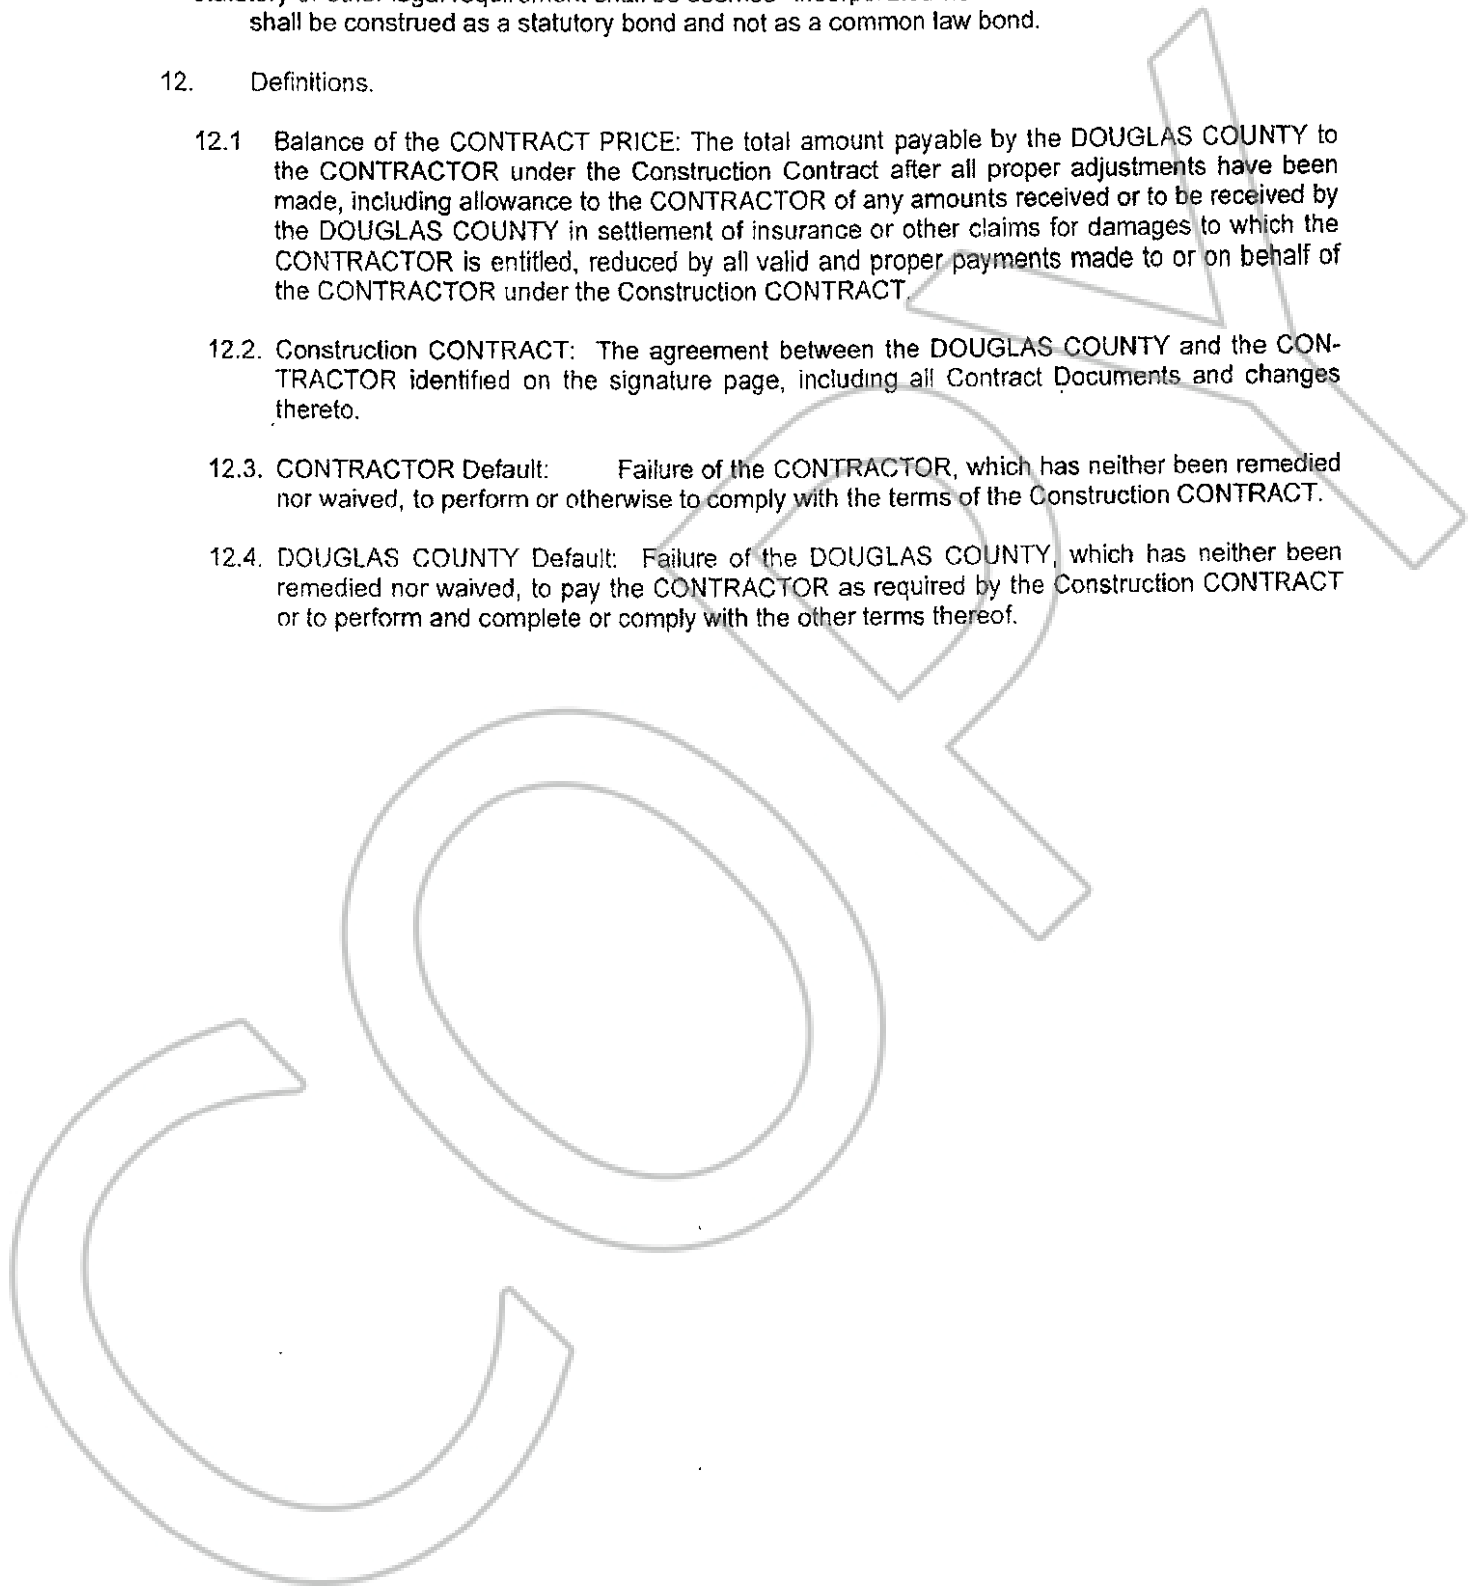 shall be construed as a statutory bond and not as a common law bond.
12. Definitions.
12.1 Balance of the CONTRACT PRICE: The total amount payable by the DOUGLAS COUNTY to
the CONTRACTOR under the Construction Contract after all proper adjustments have been
made, including allowance to the CONTRACTOR of any amounts received or to be received by
the DOUGLAS COUNTY in settlement of insurance or other claims for damages to which the
CONTRACTOR is entitled, reduced by all valid and proper payments made to or on behalf of
the CONTRACTOR under the Construction CONTRACT.
12.2. Construction CONTRACT: The agreement between the DOUGLAS COUNTY and the CON-
TRACTOR identified on the signature page, including all Contract Documents and changes
thereto.
12.3. CONTRACTOR Default: Failure of the CONTRACTOR, which has neither been remedied
nor waived, to perform or otherwise to comply with the terms of the Construction CONTRACT.
12.4. DOUGLAS COUNTY Default: Failure of the DOUGLAS COUNTY, which has neither been
remedied nor waived, to pay the CONTRACTOR as required by the Construction CONTRACT
or to perform and complete or comply with the other terms thereof.
COPY